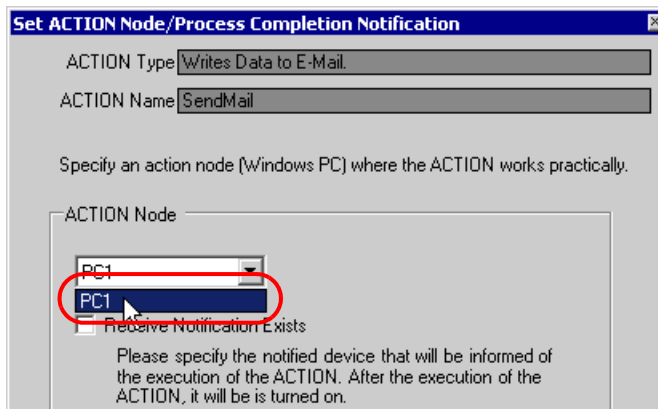 Set ACTION Node/Process Completion Notification
ACTION Type Writes Data to E-Mail.
ACTION Name SendMail
Specify an action node (Windows PC) where the ACTION works practically.
ACTION Node
PC1
PC1
Receive Notification Exists
Please specify the notified device that will be informed of
the execution of the ACTION. After the execution of the
ACTION, it will be is turned on.